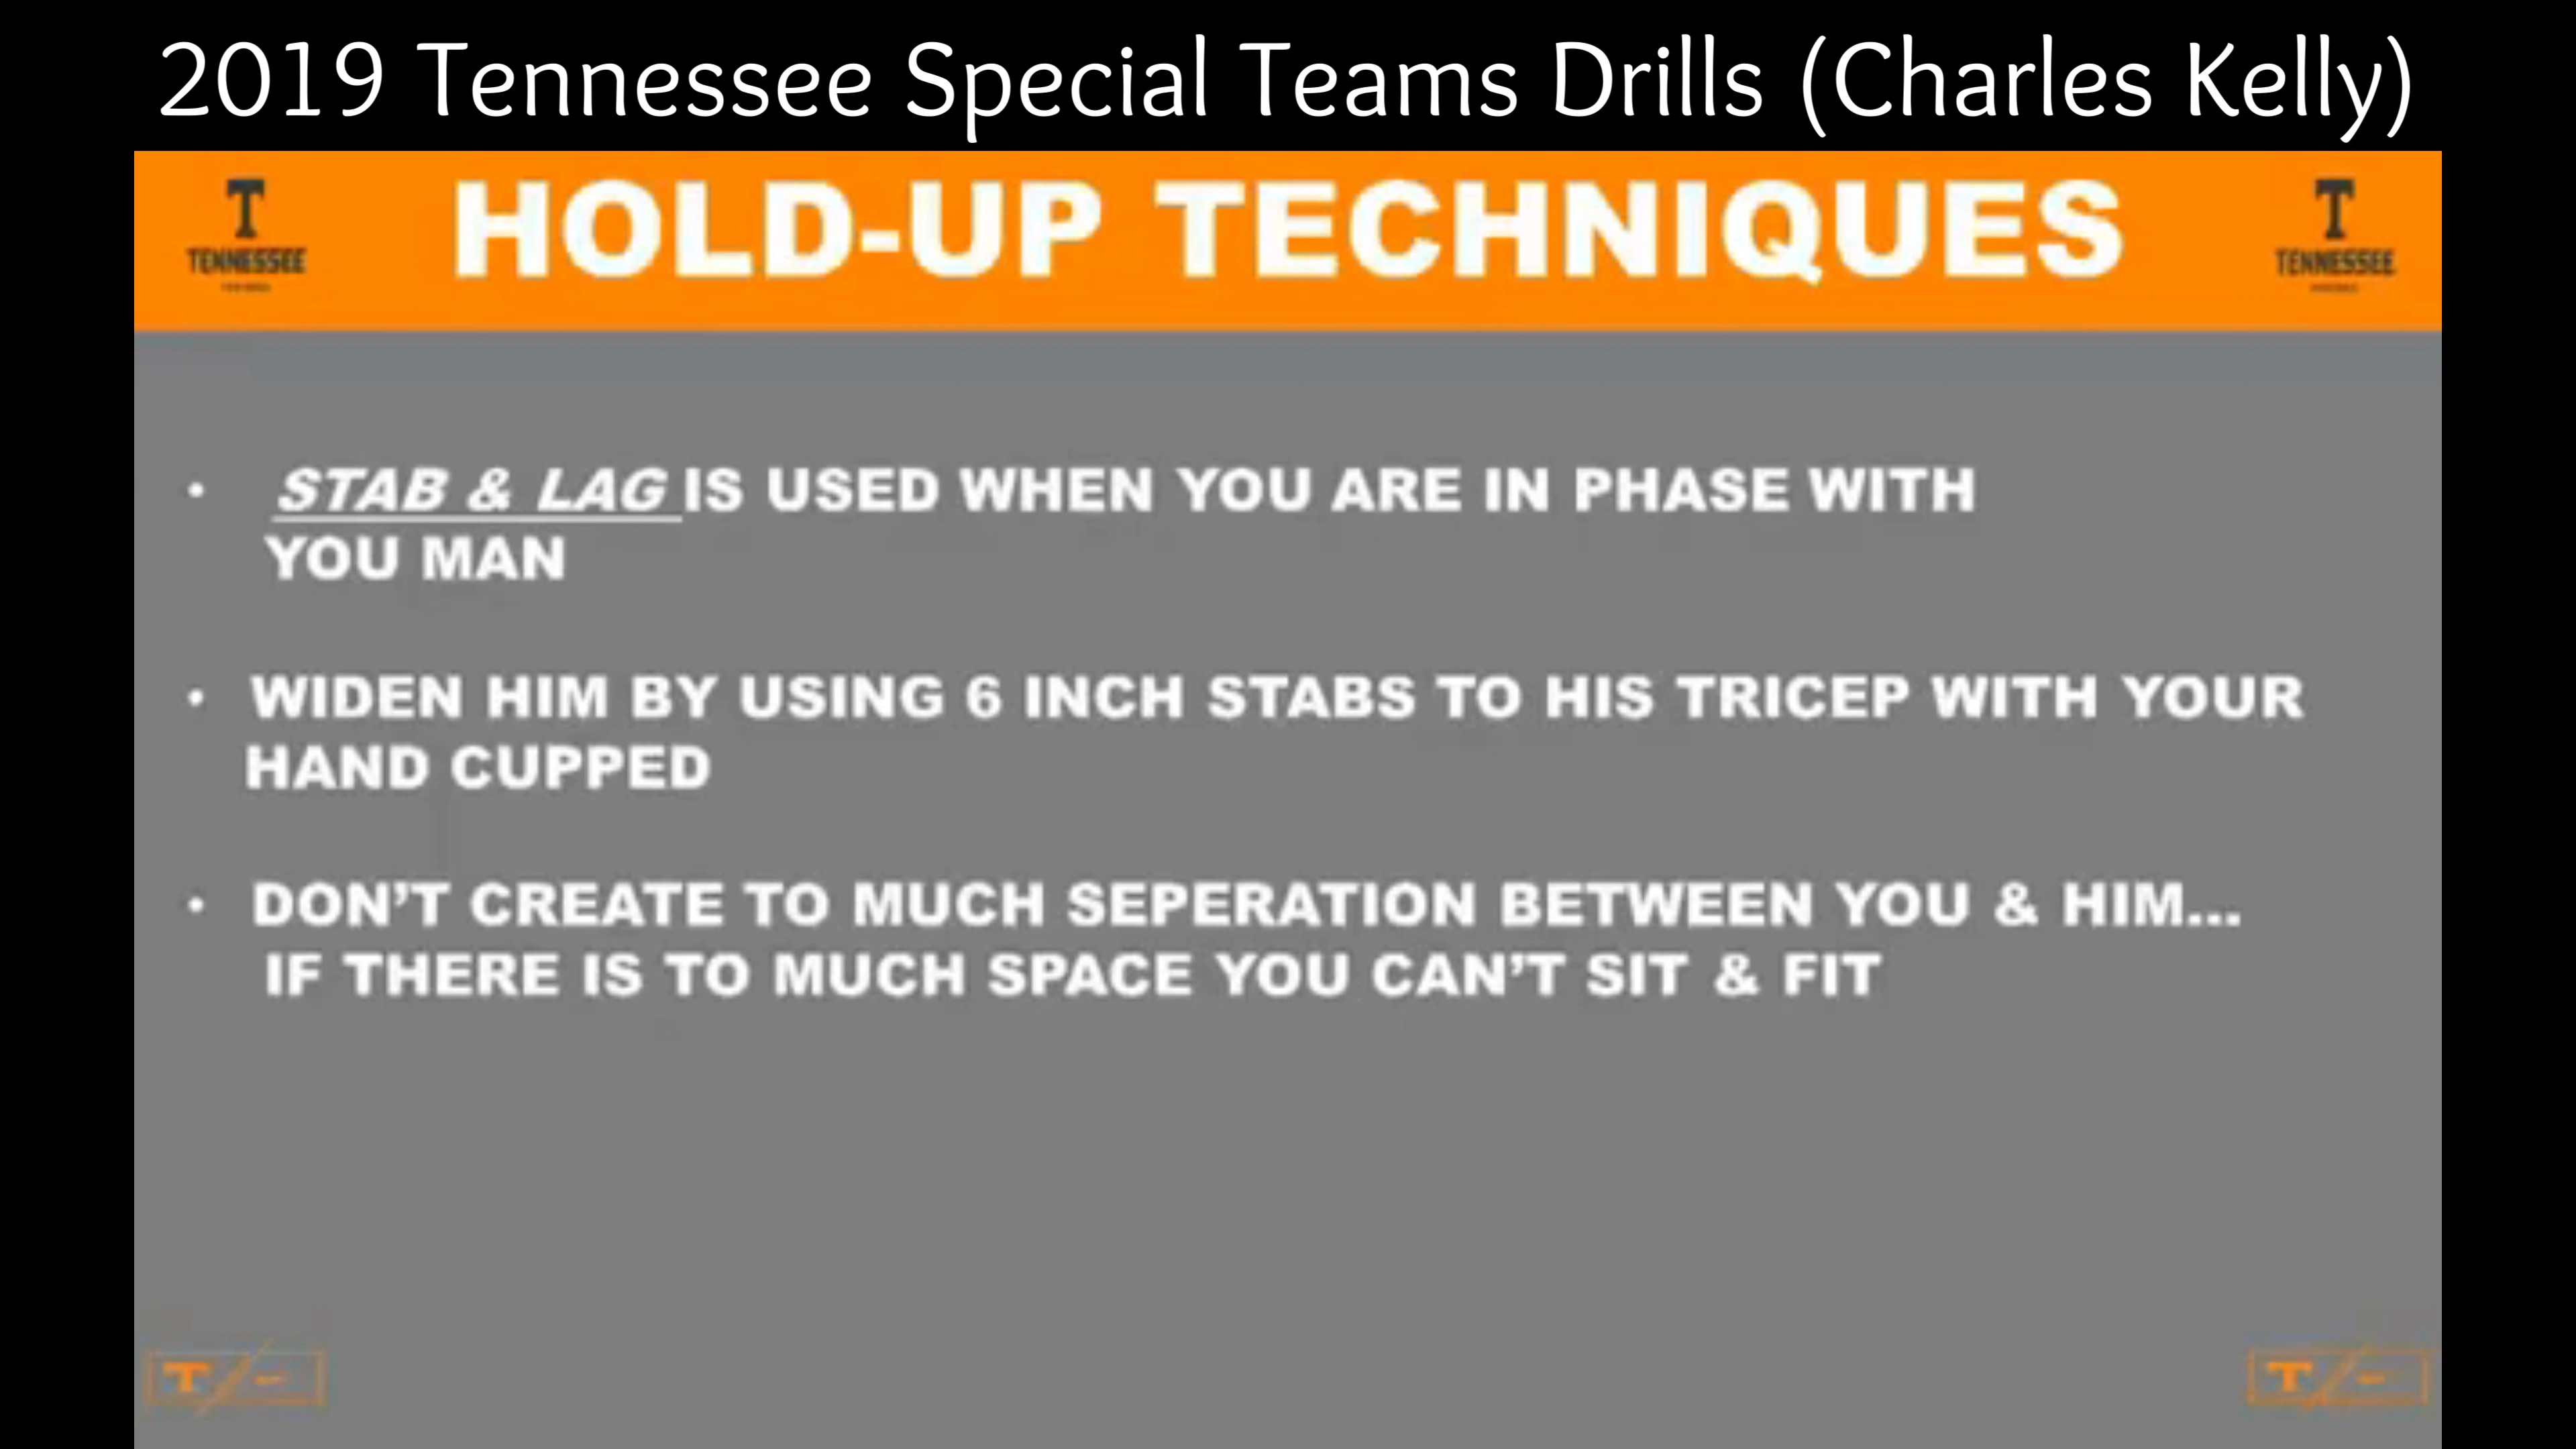 2019 Tennessee Special Teams Drills (Charles Kelly)
T HOLD-UP TECHNIQUES T
TENNESSEE TENNESSEE
• STAB & LAG IS USED WHEN YOU ARE IN PHASE WITH
YOU MAN
• WIDEN HIM BY USING 6 INCH STABS TO HIS TRICEP WITH YOUR
HAND CUPPED
• DON'T CREATE TO MUCH SEPERATION BETWEEN YOU & HIM...
IF THERE IS TO MUCH SPACE YOU CAN'T SIT & FIT
T T